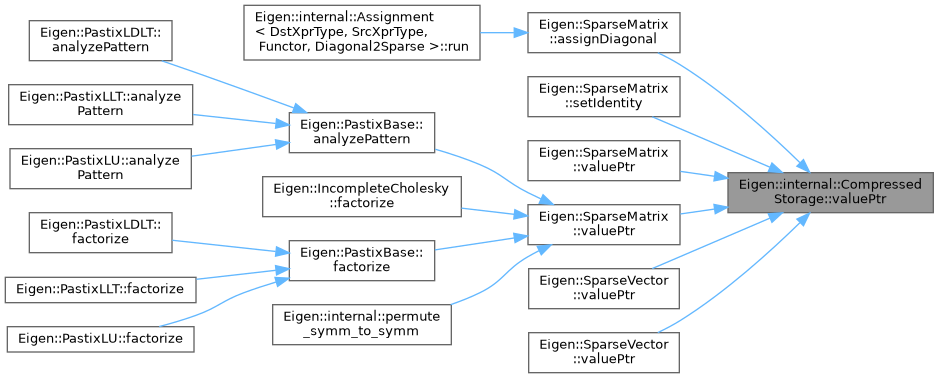 Eigen::PastixLDLT::
analyzePattern
Eigen::PastixLLT::analyze
Pattern
Eigen::PastixLU::analyze
Pattern
Eigen::PastixLDLT::
factorize
Eigen::PastixLLT::factorize
Eigen::PastixLU::factorize
Eigen::internal::Assignment
< DstXprType, SrcXprType,
Functor, Diagonal2Sparse >::run
Eigen::PastixBase::
analyzePattern
Eigen::IncompleteCholesky
::factorize
Eigen::PastixBase::
factorize
Eigen::internal::permute
_symm_to_symm
Eigen::SparseMatrix
::assignDiagonal
Eigen::SparseMatrix
::setIdentity
Eigen::SparseMatrix
::valuePtr
Eigen::SparseMatrix
::valuePtr
Eigen::SparseVector
::valuePtr
Eigen::SparseVector
::valuePtr
Eigen::internal::Compressed
Storage::valuePtr